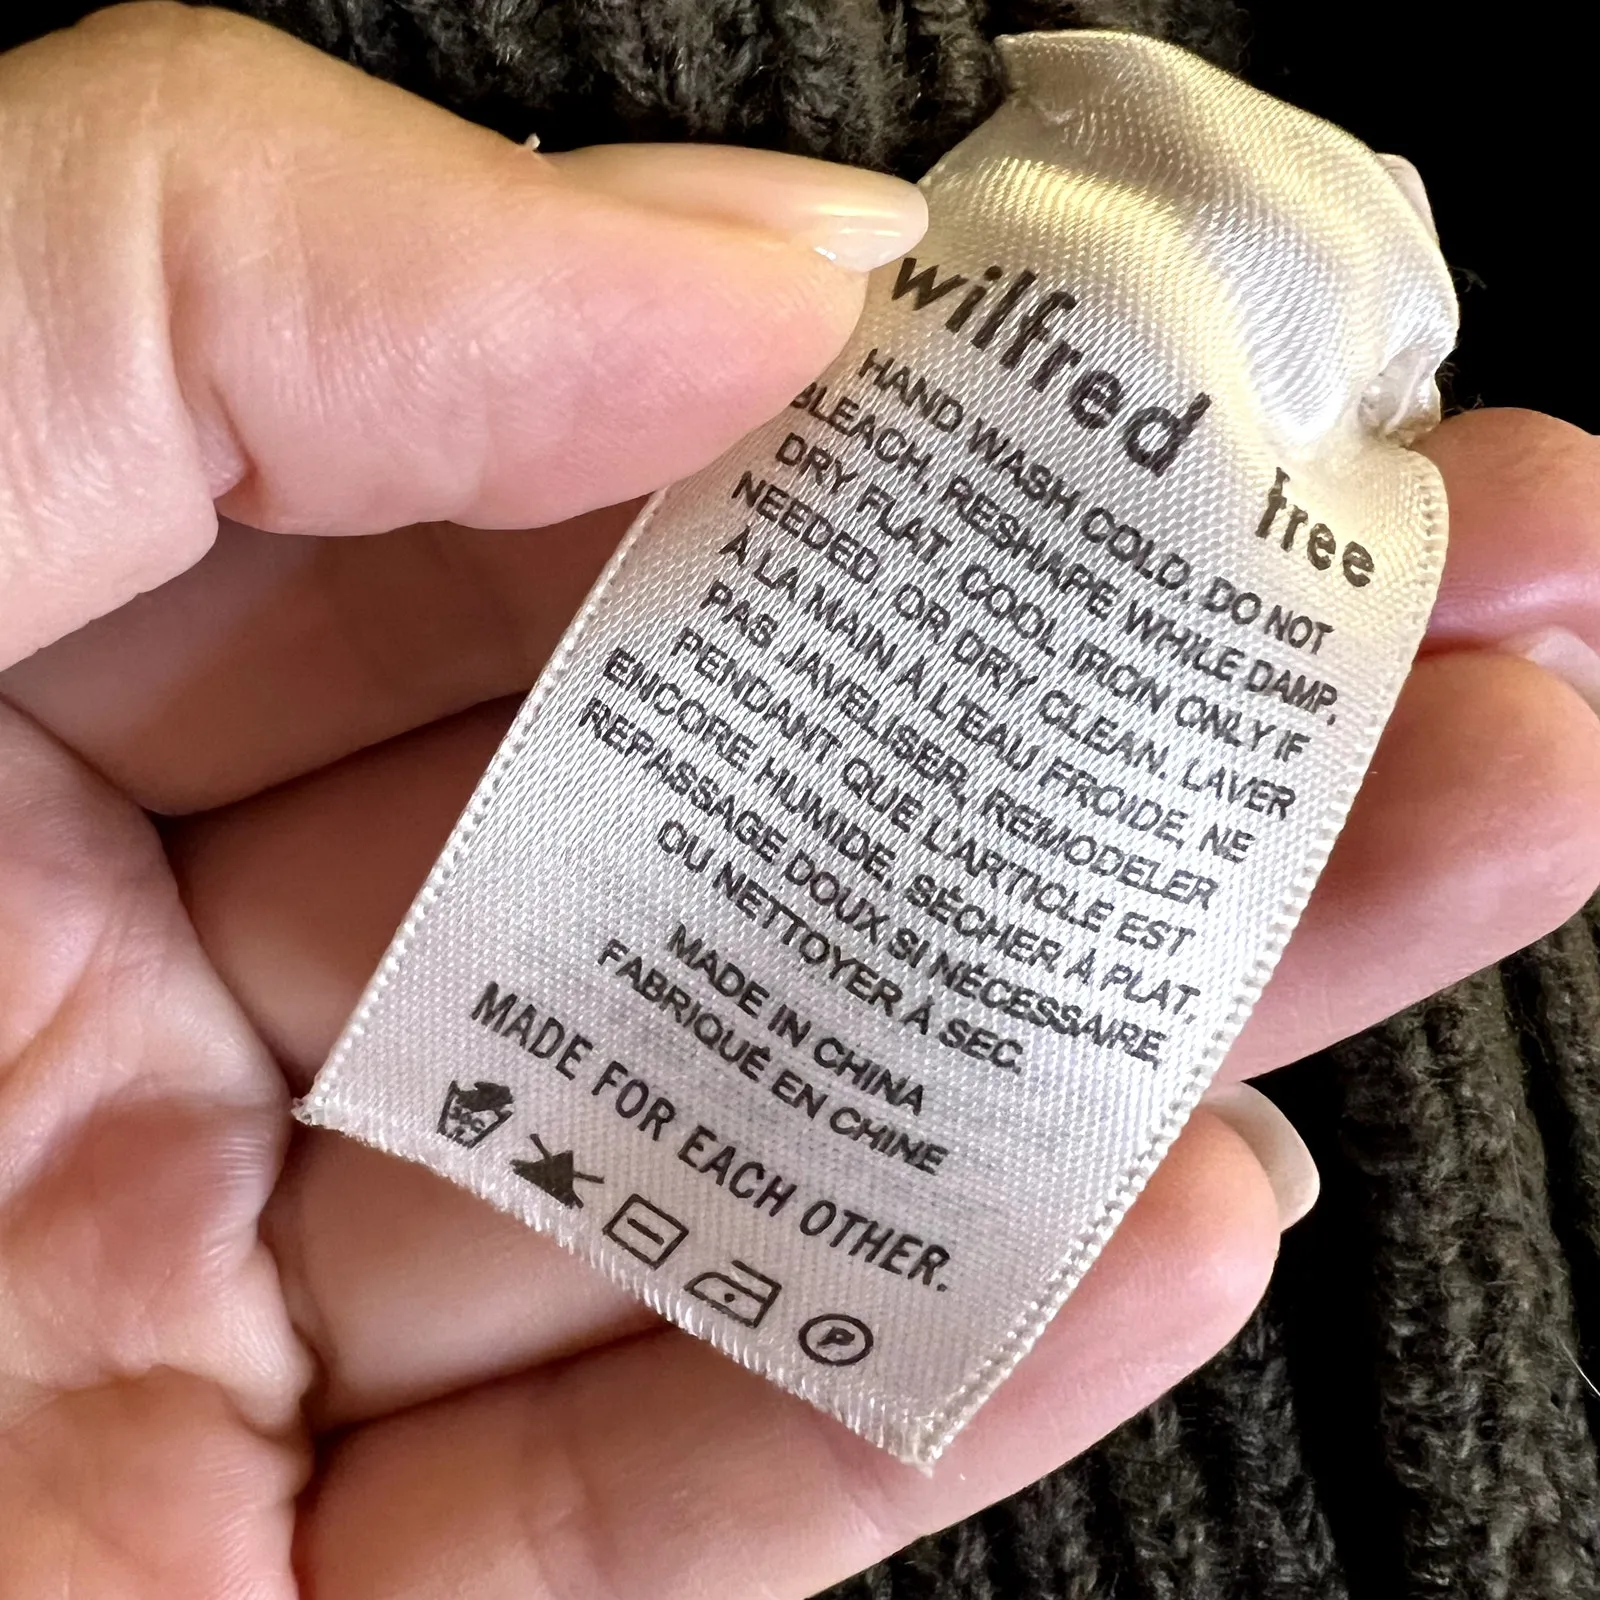 wilfred free
HAND WASH COLD, DO NOT
BLEACH, RESHAPE WHILE DAMP,
DRY FLAT, COOL IRON ONLY IF
NEEDED, OR DRY CLEAN. LAVER
À LA MAIN À L'EAU FROIDE, NE
PAS JAVELISER, REMODELER
PENDANT QUE L'ARTICLE EST
ENCORE HUMIDE, SÉCHER À PLAT,
REPASSAGE DOUX SI NÉCESSAIRE,
OU NETTOYER À SEC.
MADE IN CHINA
FABRIQUÉ EN CHINE
MADE FOR EACH OTHER.
30C
P